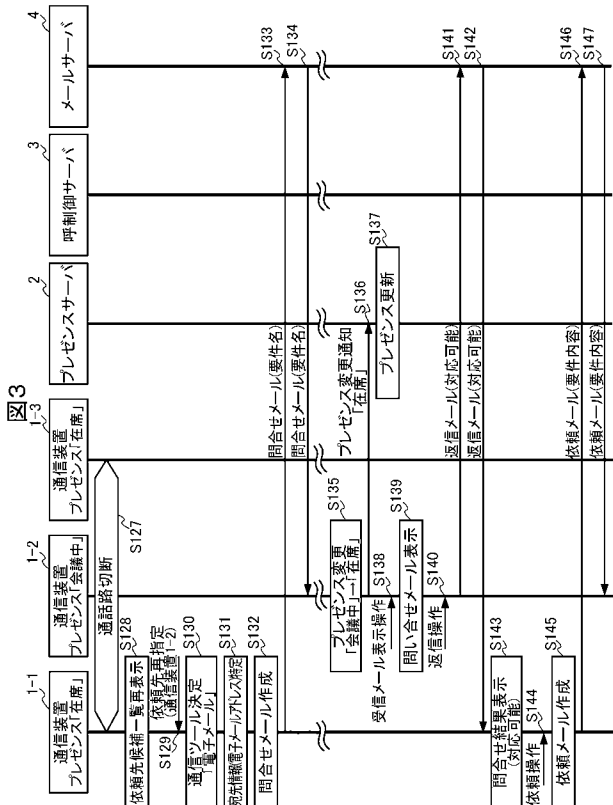 図3
1-1
通信装置
プレゼンス「在席」
1-2
通信装置
プレゼンス「会議中」
1-3
通信装置
プレゼンス「在席」
2
プレゼンスサーバ
3
呼制御サーバ
4
メールサーバ
通話路切断
S127
S128
依頼先候補一覧再表示
依頼先再指定
(通信装置1-2)
S129
S130
通信ツール決定
「電子メール」
S131
宛先情報電子メールアドレス特定
S132
問合せメール作成
問合せメール(要件名)
S133
問合せメール(要件名)
S134
S135
プレゼンス変更
「会議中」→「在席」
プレゼンス変更通知
「在席」
S136
S137
プレゼンス更新
受信メール表示操作
S138
S139
問い合せメール表示
返信操作
S140
返信メール(対応可能)
S141
返信メール(対応可能)
S142
S143
問合せ結果表示
(対応可能)
依頼操作
S144
S145
依頼メール作成
依頼メール(要件内容)
S146
依頼メール(要件内容)
S147